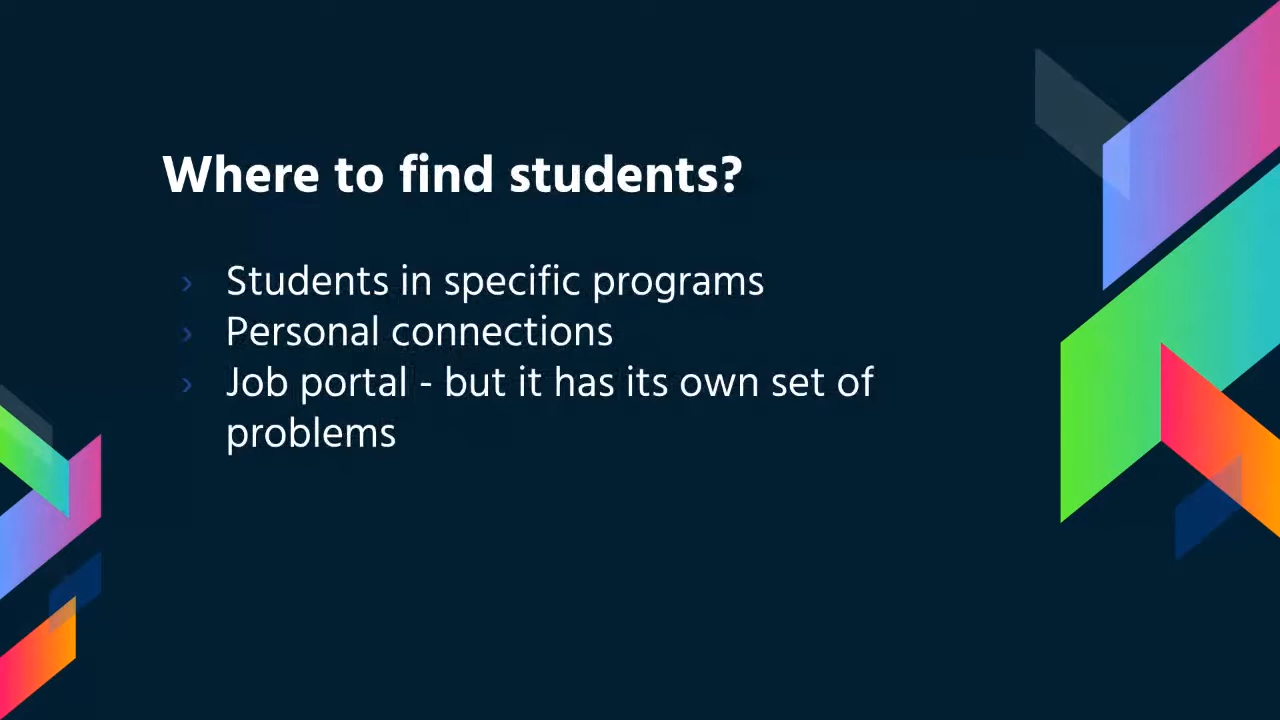 Where to find students?
› Students in specific programs
› Personal connections
› Job portal - but it has its own set of
problems